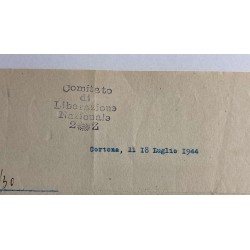 Comitato
di
Liberazione
Nazionale
Cortona, li 18 Luglio 1944